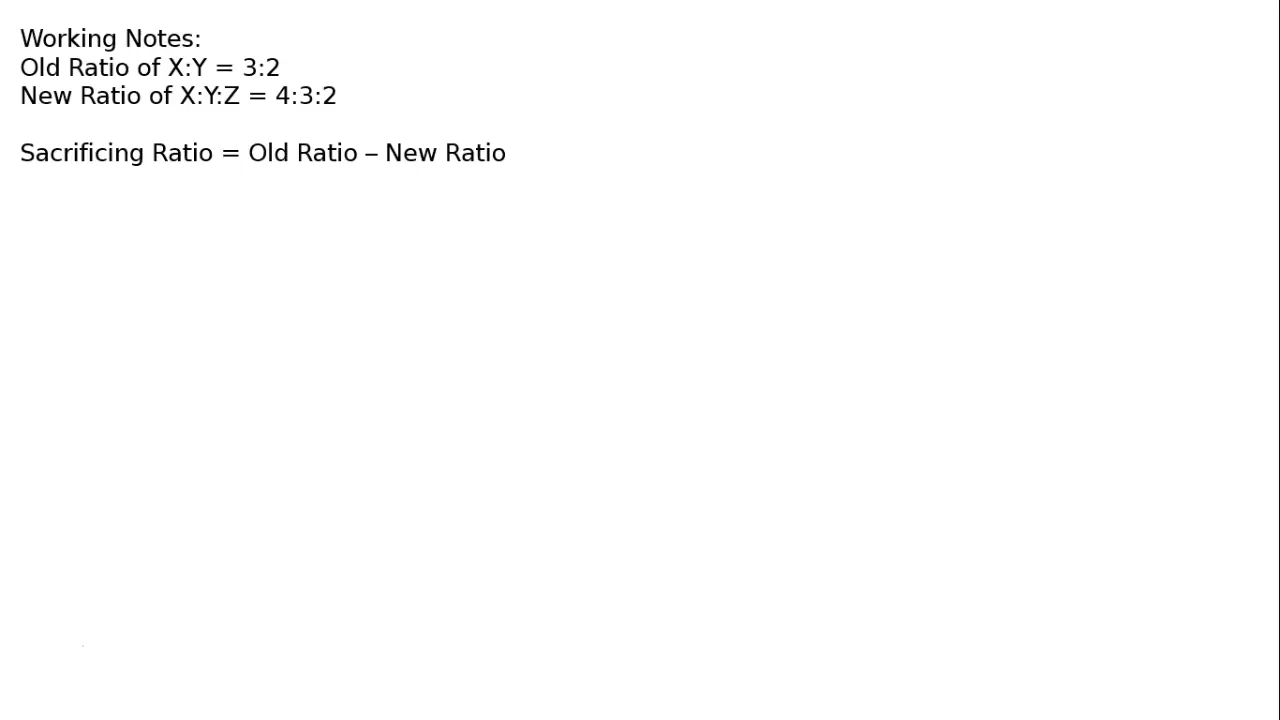 Working Notes:
Old Ratio of X:Y = 3:2
New Ratio of X:Y:Z = 4:3:2
Sacrificing Ratio = Old Ratio – New Ratio